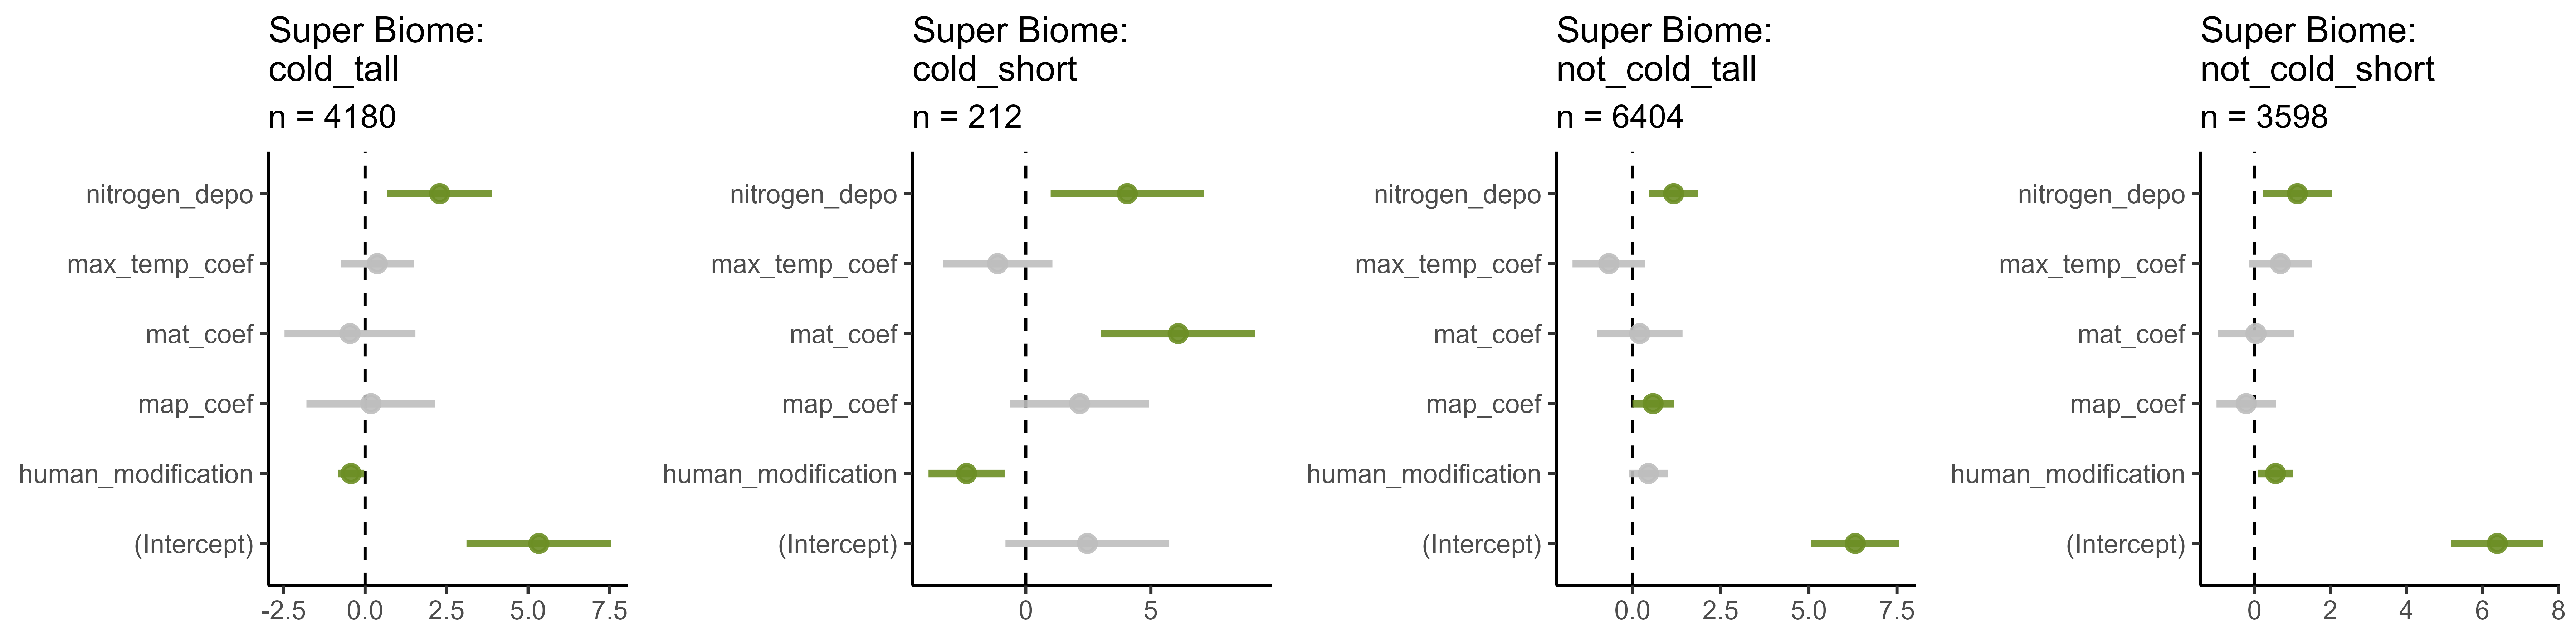 Super Biome:
cold_tall
n = 4180
nitrogen_depo
max_temp_coef
mat_coef
map_coef
human_modification
(Intercept)
-2.5 0.0 2.5 5.0 7.5
Super Biome:
cold_short
n = 212
nitrogen_depo
max_temp_coef
mat_coef
map_coef
human_modification
(Intercept)
0 5
Super Biome:
not_cold_tall
n = 6404
nitrogen_depo
max_temp_coef
mat_coef
map_coef
human_modification
(Intercept)
0.0 2.5 5.0 7.5
Super Biome:
not_cold_short
n = 3598
nitrogen_depo
max_temp_coef
mat_coef
map_coef
human_modification
(Intercept)
0 2 4 6 8